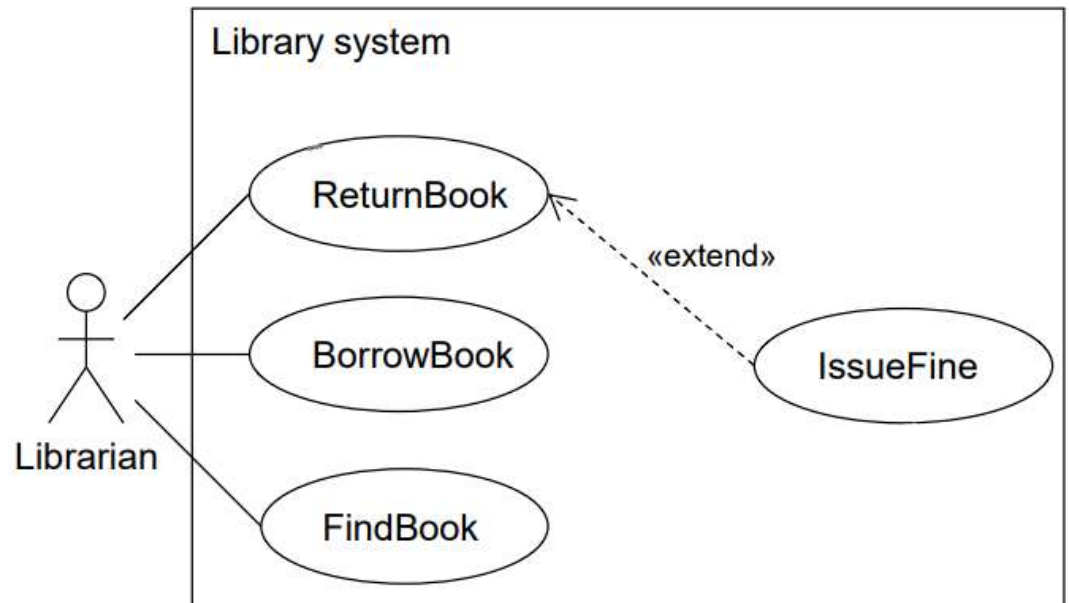 Library system
ReturnBook
«extend»
BorrowBook
IssueFine
Librarian
FindBook